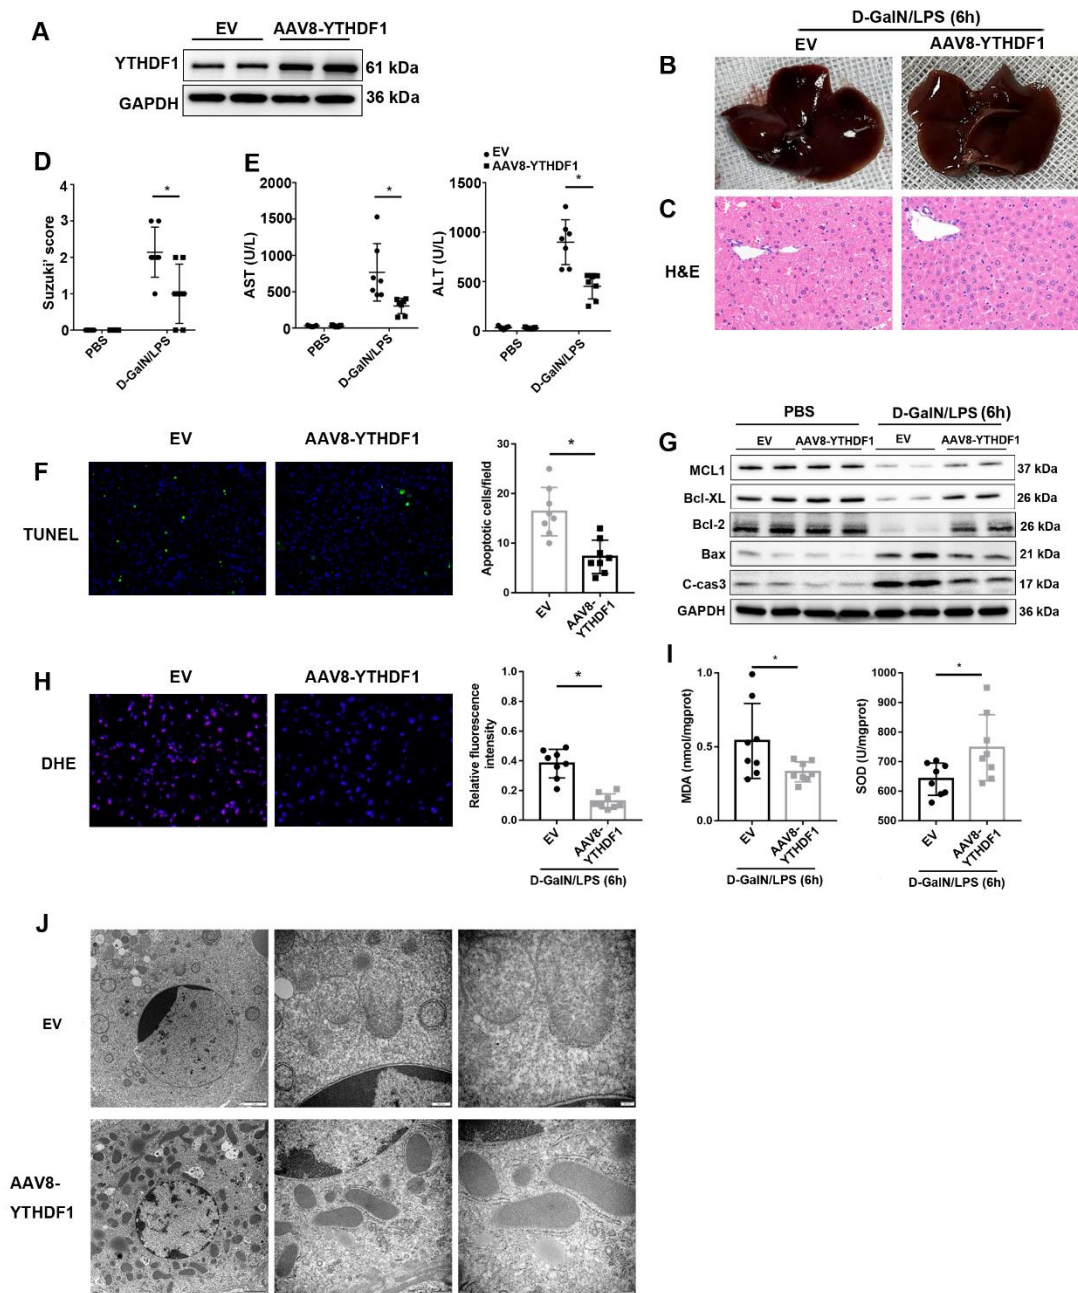 A
EV
AAV8-YTHDF1
YTHDF1
61 kDa
GAPDH
36 kDa
D-GalN/LPS (6h)
EV
AAV8-YTHDF1
B
C
H&E
D
Suzuki' score
4
3
2
1
0
*
PBS
D-GalN/LPS
E
EV
AAV8-YTHDF1
AST (U/L)
2000
1500
1000
500
0
*
PBS
D-GalN/LPS
ALT (U/L)
1500
1000
500
0
*
PBS
D-GalN/LPS
F
EV
AAV8-YTHDF1
TUNEL
Apoptotic cells/field
30
20
10
0
*
EV
AAV8-
YTHDF1
G
PBS
D-GalN/LPS (6h)
EV
AAV8-YTHDF1
EV
AAV8-YTHDF1
MCL1
37 kDa
Bcl-XL
26 kDa
Bcl-2
26 kDa
Bax
21 kDa
C-cas3
17 kDa
GAPDH
36 kDa
H
EV
AAV8-YTHDF1
DHE
Relative fluorescence
intensity
1.0
0.8
0.6
0.4
0.2
0.0
*
EV
AAV8-
YTHDF1
D-GalN/LPS (6h)
I
MDA (nmol/mgprot)
1.0
0.5
0.0
*
EV
AAV8-
YTHDF1
D-GalN/LPS (6h)
SOD (U/mgprot)
1000
900
800
700
600
500
*
EV
AAV8-
YTHDF1
D-GalN/LPS (6h)
J
EV
AAV8-
YTHDF1